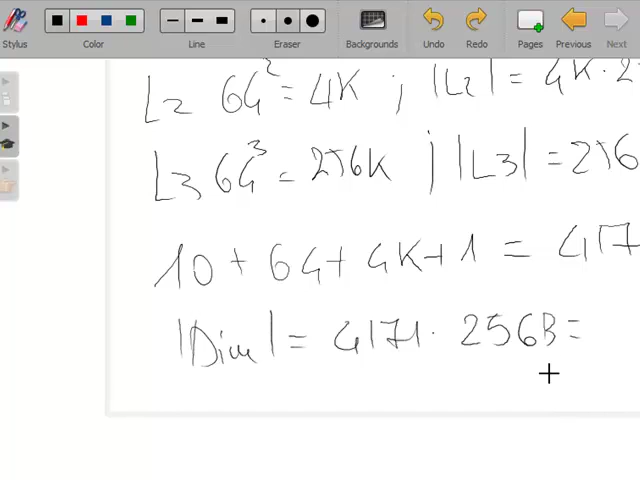 Stylus Color Line Eraser Backgrounds Undo Redo Pages Previous Next
L2 64² = 4K ; |L2| = 4K · 2
L3 64³ = 256K ; |L3| = 256
10 + 64 + 4K + 1 = 417
|Dim| = 4171 · 256B =